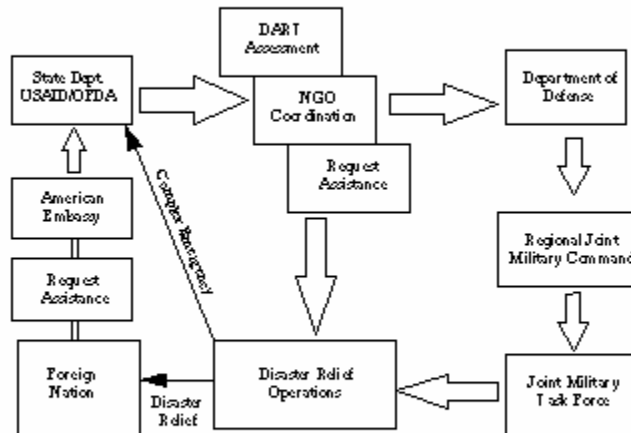 DART
Assessment
State Dept.
USAID/OFDA
NGO
Coordination
Department of
Defense
Request
Assistance
American
Embassy
Complex Emergency
Regional Joint
Military Command
Request
Assistance
Foreign
Nation
Disaster
Relief
Disaster Relief
Operations
Joint Military
Task Force